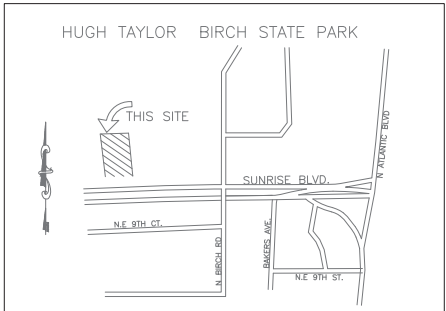 HUGH TAYLOR BIRCH STATE PARK
THIS SITE
N ATLANTIC BLVD
SUNRISE BLVD.
N.E 9TH CT.
N BIRCH RD
BAKERS AVE.
N.E 9TH ST.